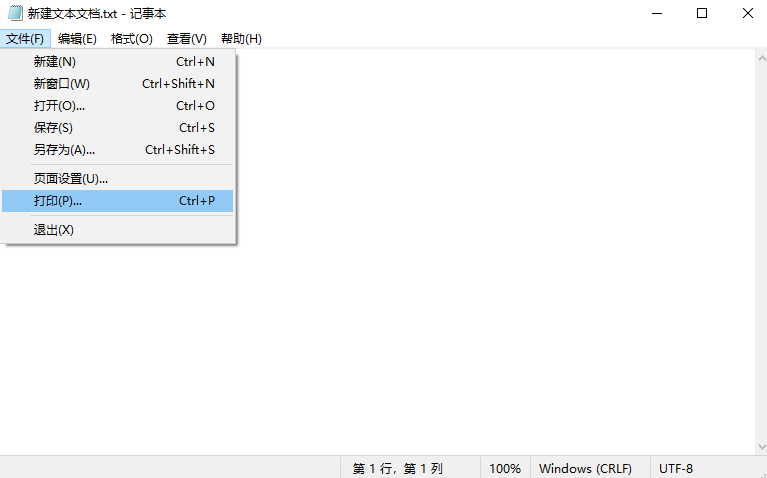 新建文本文档.txt - 记事本
文件(F) 编辑(E) 格式(O) 查看(V) 帮助(H)
新建(N) Ctrl+N
新窗口(W) Ctrl+Shift+N
打开(O)... Ctrl+O
保存(S) Ctrl+S
另存为(A)... Ctrl+Shift+S
页面设置(U)...
打印(P)... Ctrl+P
退出(X)
第 1 行，第 1 列 100% Windows (CRLF) UTF-8